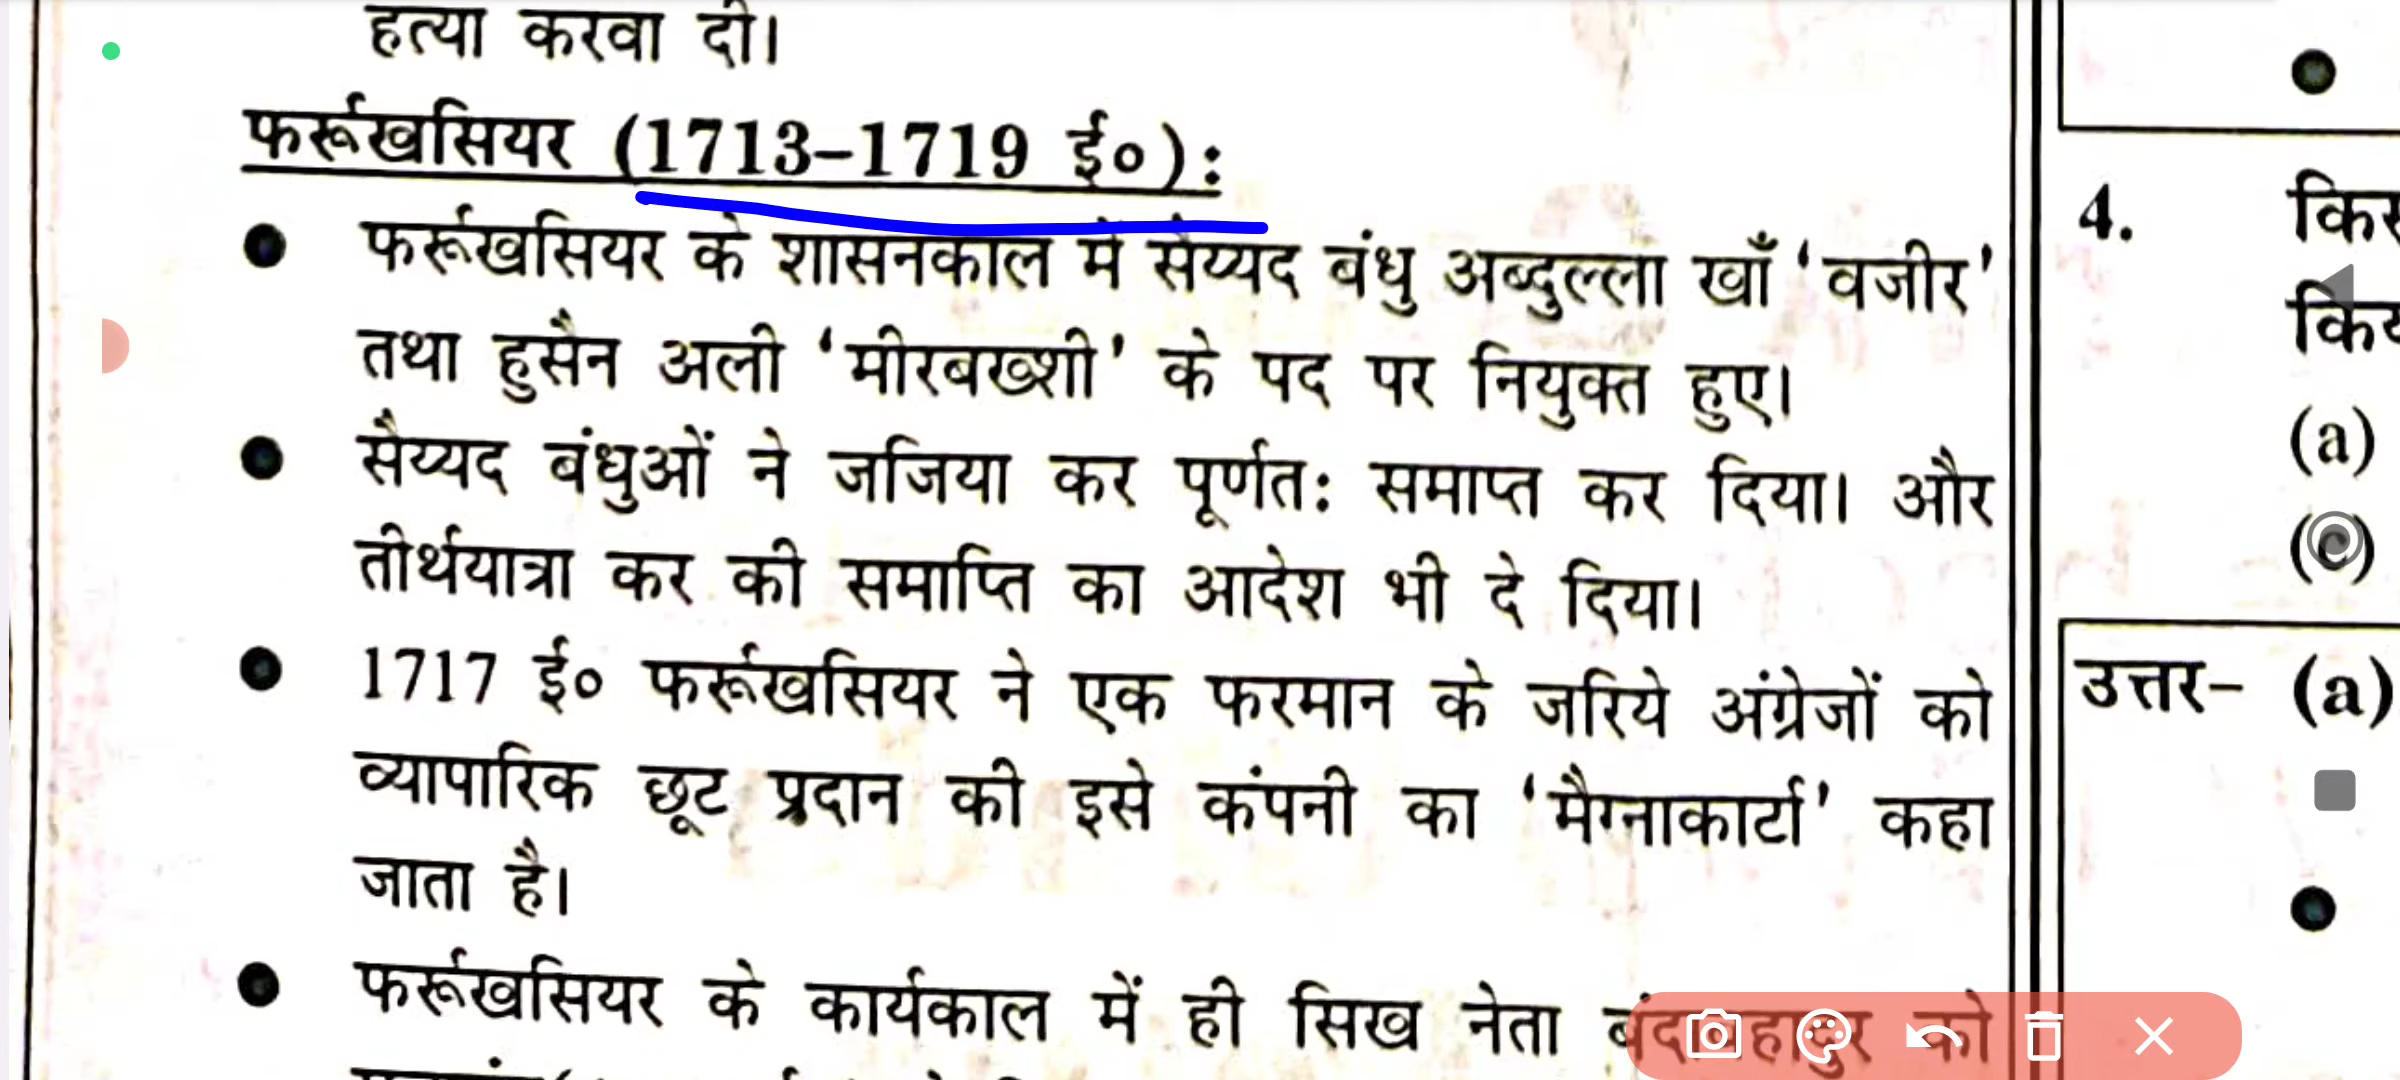 हत्या करवा दी।
फर्रूखसियर (1713–1719 ई०) :
● फर्रूखसियर के शासनकाल में सैय्यद बंधु अब्दुल्ला खाँ ‘वजीर’
तथा हुसैन अली ‘मीरबख्शी’ के पद पर नियुक्त हुए।
● सैय्यद बंधुओं ने जजिया कर पूर्णतः समाप्त कर दिया। और
तीर्थयात्रा कर की समाप्ति का आदेश भी दे दिया।
● 1717 ई० फर्रूखसियर ने एक फरमान के जरिये अंग्रेजों को
व्यापारिक छूट प्रदान की इसे कंपनी का ‘मैग्नाकार्टा’ कहा
जाता है।
● फर्रूखसियर के कार्यकाल में ही सिख नेता बंदाबहादुर को
4.
(a)
(c)
उत्तर– (a)